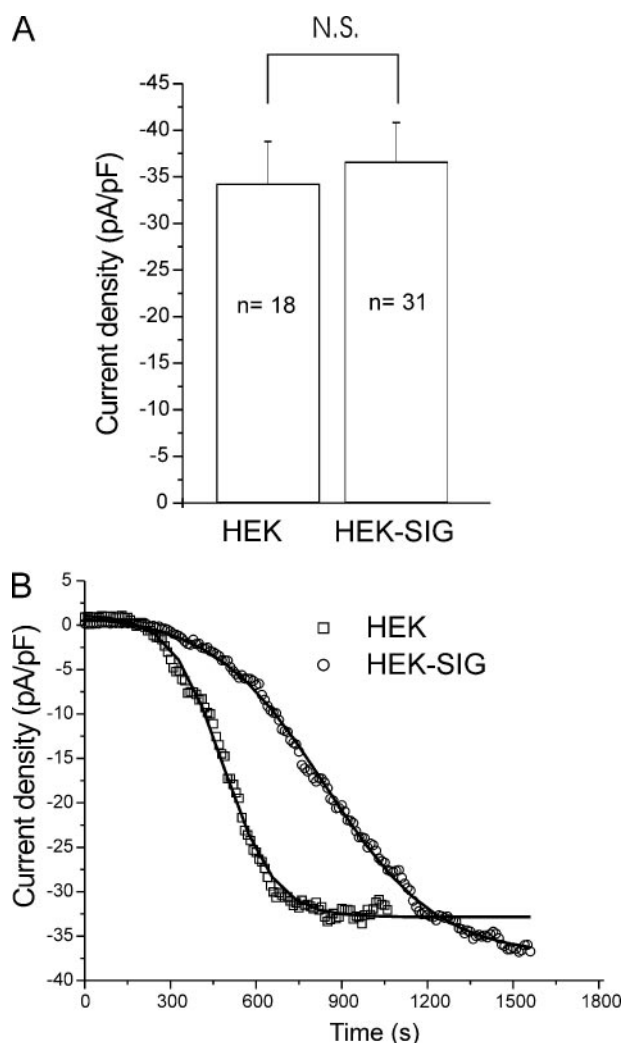 A
N.S.
Current density (pA/pF)
-45
-40
-35
-30
-25
-20
-15
-10
-5
0
n= 18
n= 31
HEK
HEK-SIG
B
Current density (pA/pF)
5
0
-5
-10
-15
-20
-25
-30
-35
-40
HEK
HEK-SIG
0 300 600 900 1200 1500 1800
Time (s)